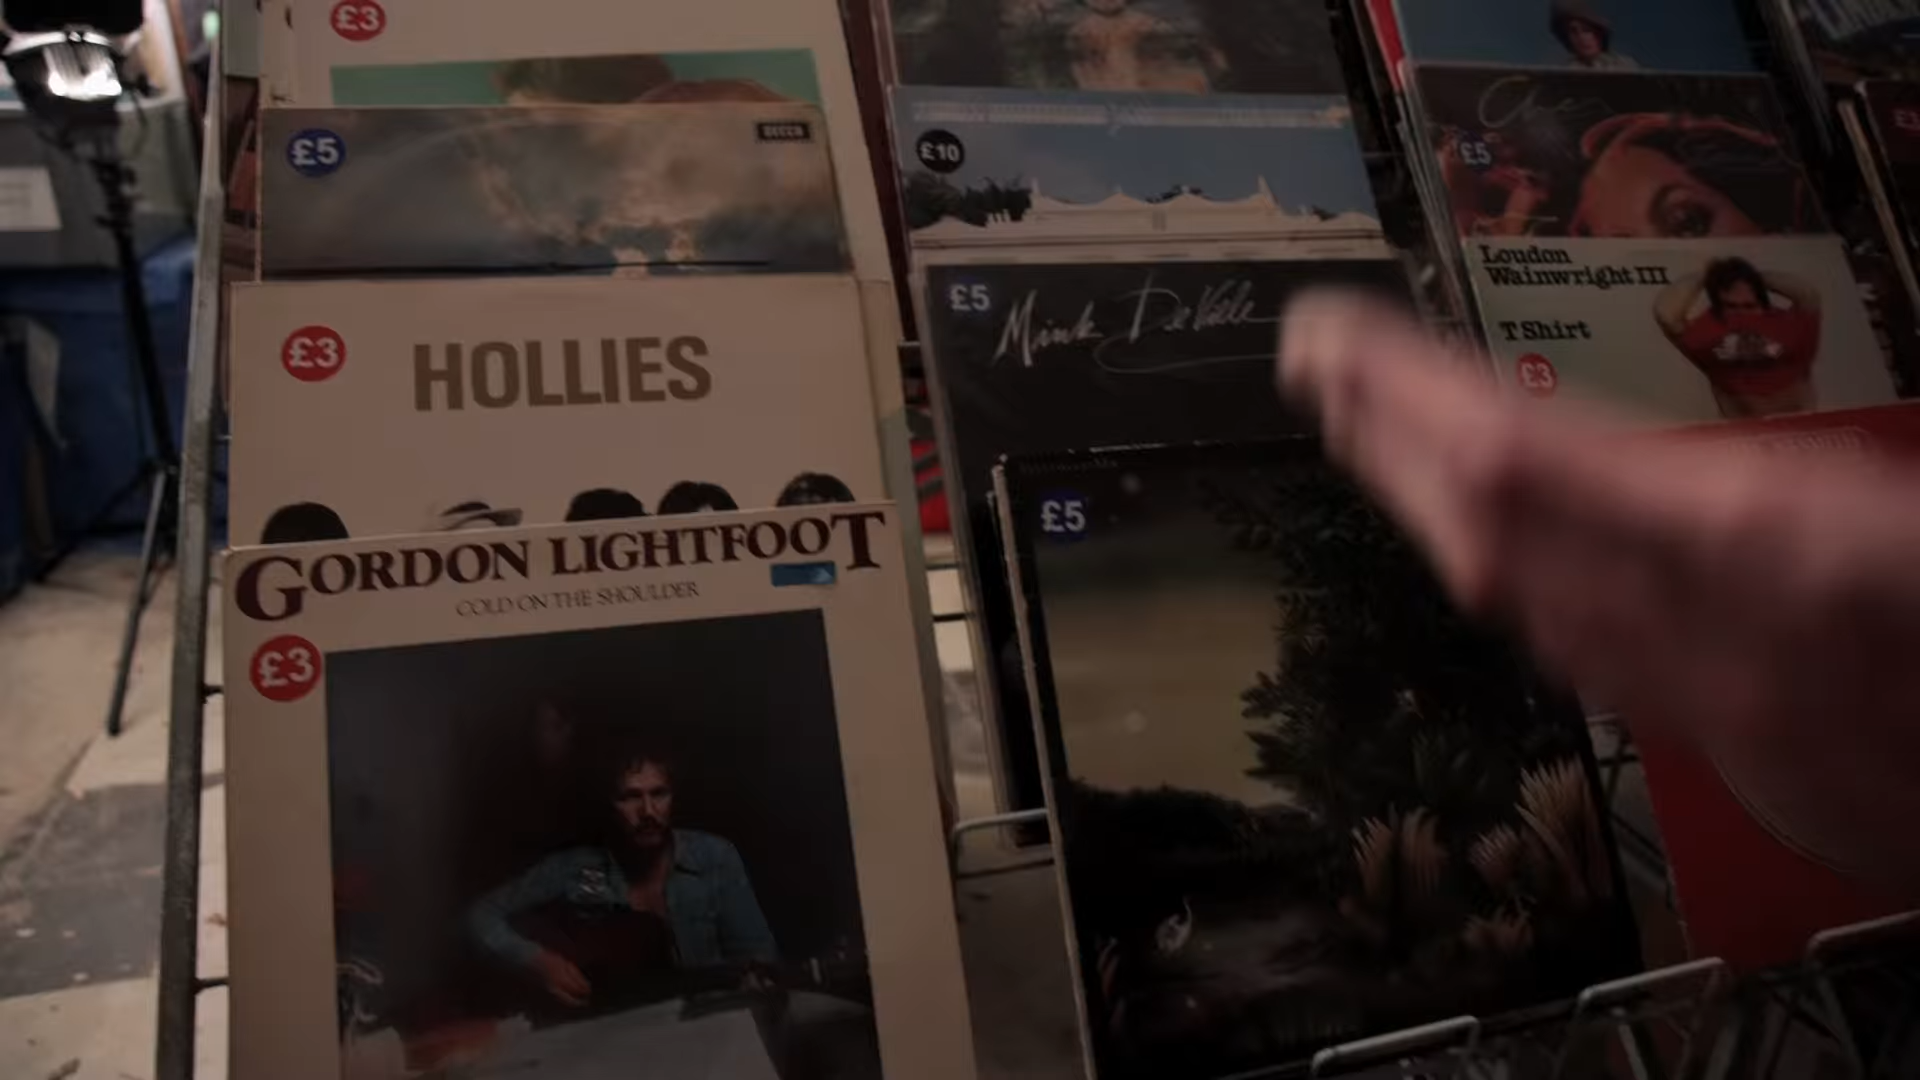 £3
£5
DECCA
£3
HOLLIES
GORDON LIGHTFOOT
COLD ON THE SHOULDER
£3
£10
£5
Mink DeVille
£5
Cher
£5
Loudon
Wainwright III
T Shirt
£3